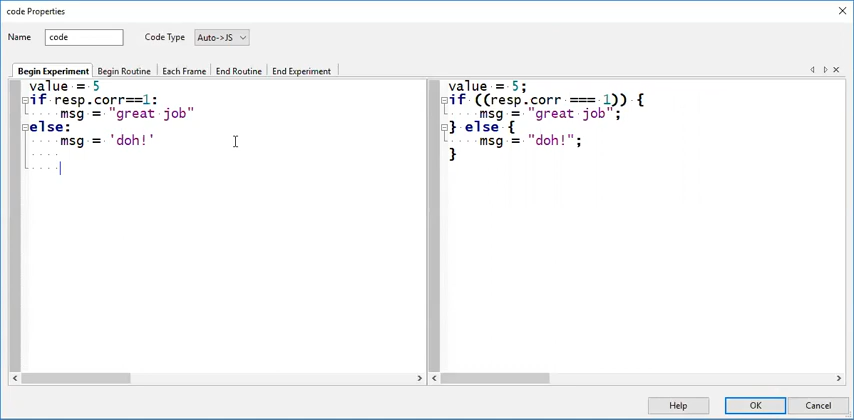 code Properties
Name code Code Type Auto->JS
Begin Experiment Begin Routine Each Frame End Routine End Experiment
value = 5
if resp.corr==1:
    msg = "great job"
else:
    msg = 'doh!'
value = 5;
if ((resp.corr === 1)) {
    msg = "great job";
} else {
    msg = "doh!";
}
Help OK Cancel